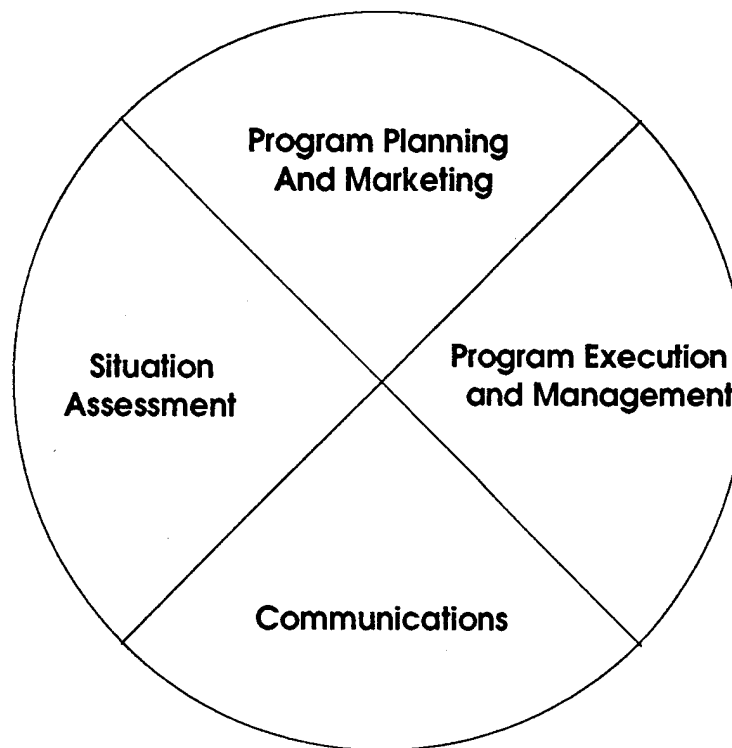 Program Planning
And Marketing
Situation
Assessment
Program Execution
and Management
Communications